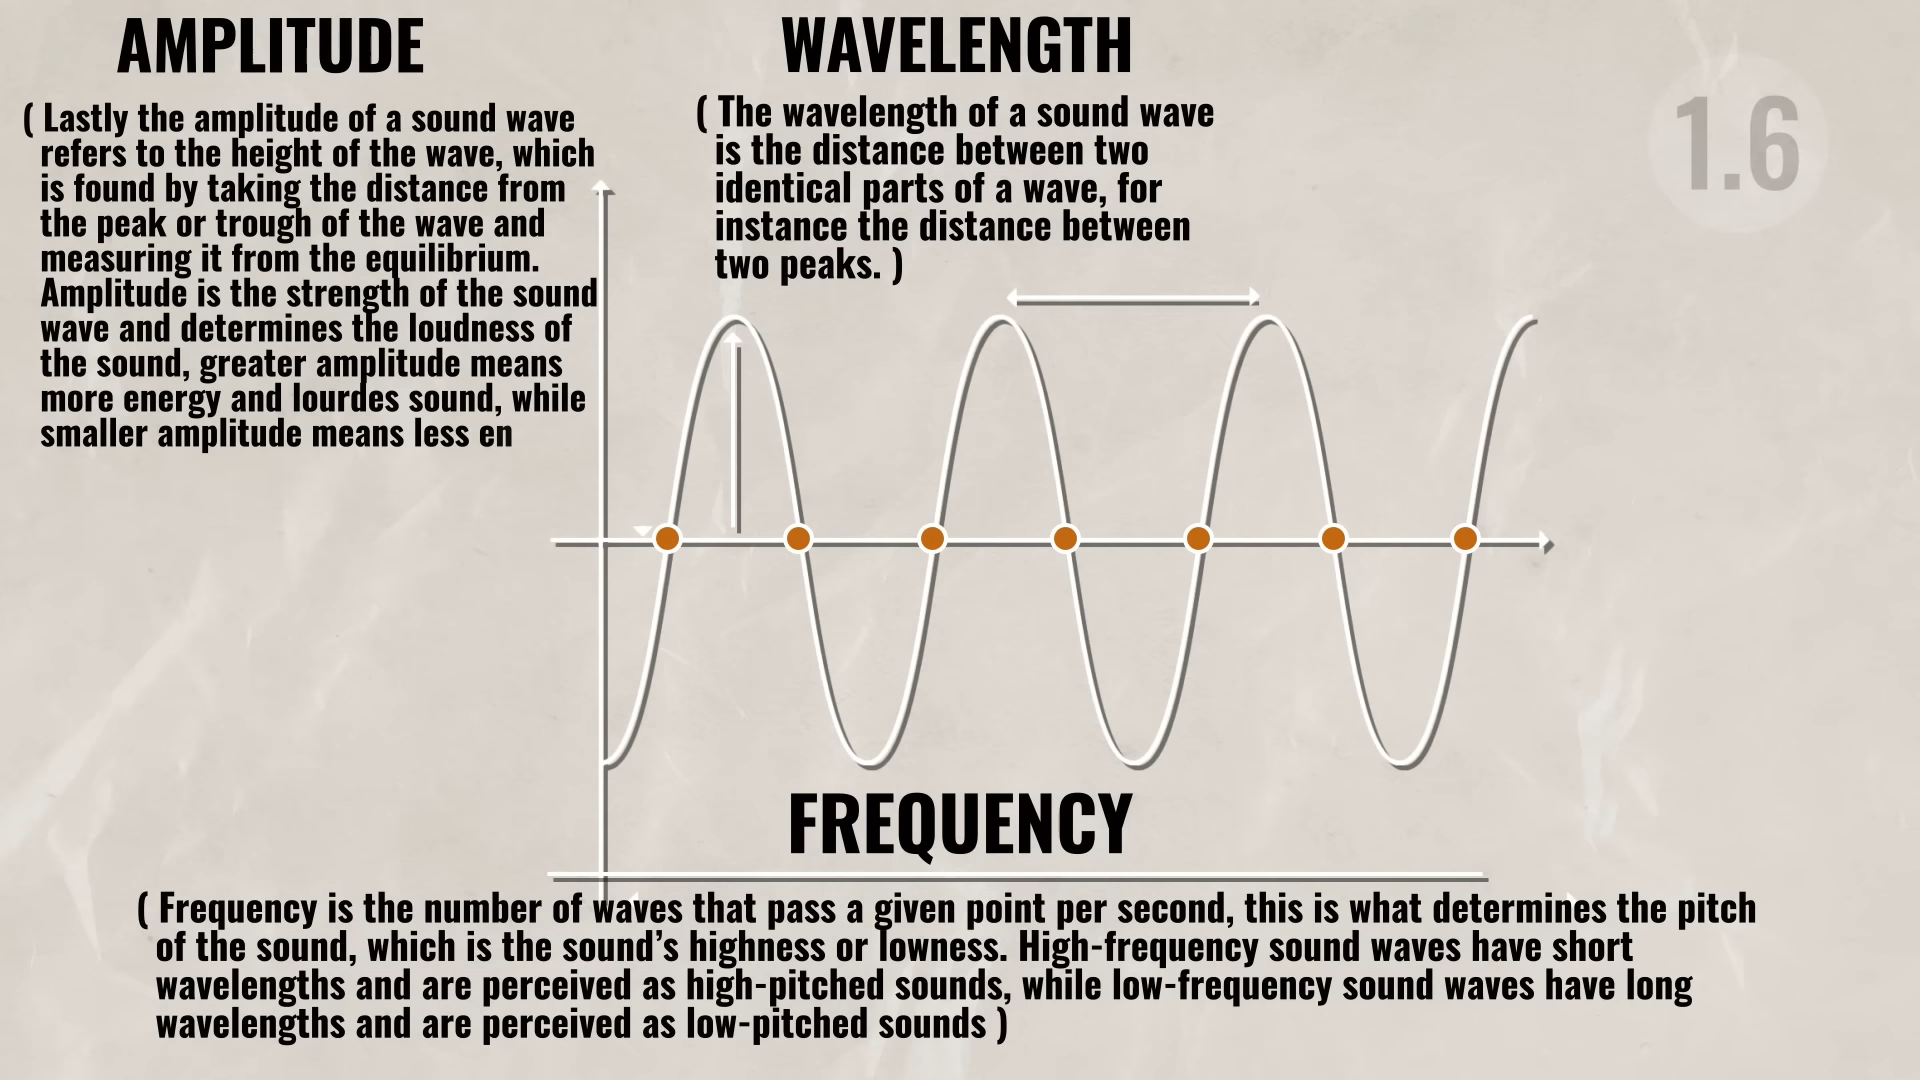 AMPLITUDE
( Lastly the amplitude of a sound wave
refers to the height of the wave, which
is found by taking the distance from
the peak or trough of the wave and
measuring it from the equilibrium.
Amplitude is the strength of the sound
wave and determines the loudness of
the sound, greater amplitude means
more energy and lourdes sound, while
smaller amplitude means less en
WAVELENGTH
( The wavelength of a sound wave
is the distance between two
identical parts of a wave, for
instance the distance between
two peaks. )
1.6
FREQUENCY
( Frequency is the number of waves that pass a given point per second, this is what determines the pitch
of the sound, which is the sound’s highness or lowness. High-frequency sound waves have short
wavelengths and are perceived as high-pitched sounds, while low-frequency sound waves have long
wavelengths and are perceived as low-pitched sounds )